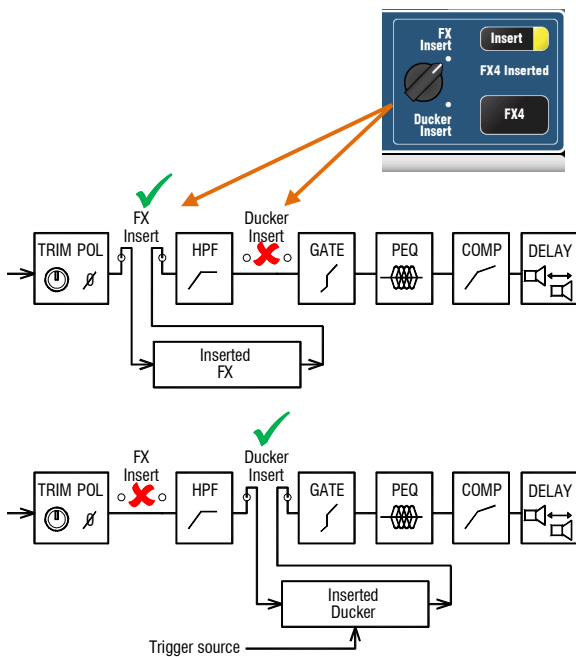 FX
Insert
Insert
FX4 Inserted
Ducker
Insert
FX4
FX
Insert
Ducker
Insert
TRIM POL
HPF
GATE
PEQ
COMP
DELAY
Inserted
FX
FX
Insert
Ducker
Insert
TRIM POL
HPF
GATE
PEQ
COMP
DELAY
Inserted
Ducker
Trigger source